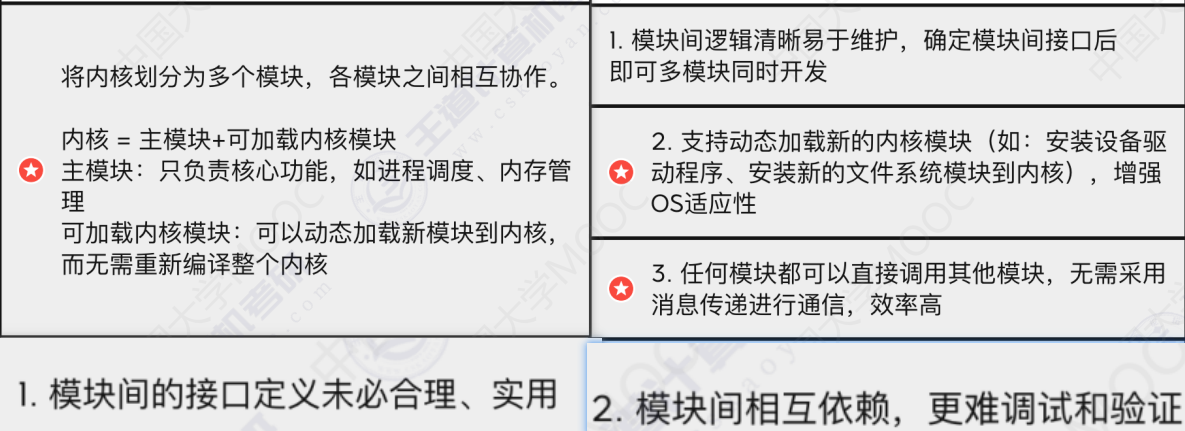 将内核划分为多个模块，各模块之间相互协作。
内核 = 主模块+可加载内核模块
主模块：只负责核心功能，如进程调度、内存管
理
可加载内核模块：可以动态加载新模块到内核，
而无需重新编译整个内核
1. 模块间逻辑清晰易于维护，确定模块间接口后
即可多模块同时开发
2. 支持动态加载新的内核模块（如：安装设备驱
动程序、安装新的文件系统模块到内核），增强
OS适应性
3. 任何模块都可以直接调用其他模块，无需采用
消息传递进行通信，效率高
1. 模块间的接口定义未必合理、实用
2. 模块间相互依赖，更难调试和验证